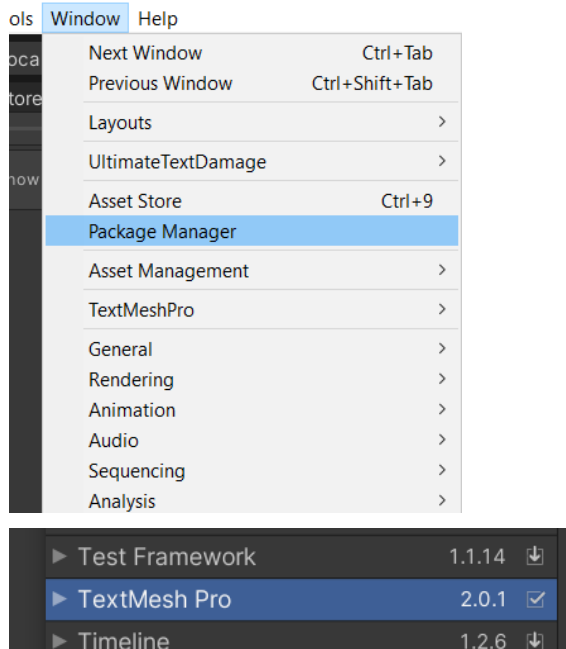 ols Window Help
oca
Next Window Ctrl+Tab
Previous Window Ctrl+Shift+Tab
tore
Layouts
UltimateTextDamage
now
Asset Store Ctrl+9
Package Manager
Asset Management
TextMeshPro
General
Rendering
Animation
Audio
Sequencing
Analysis
Test Framework 1.1.14
TextMesh Pro 2.0.1
Timeline 1.2.6